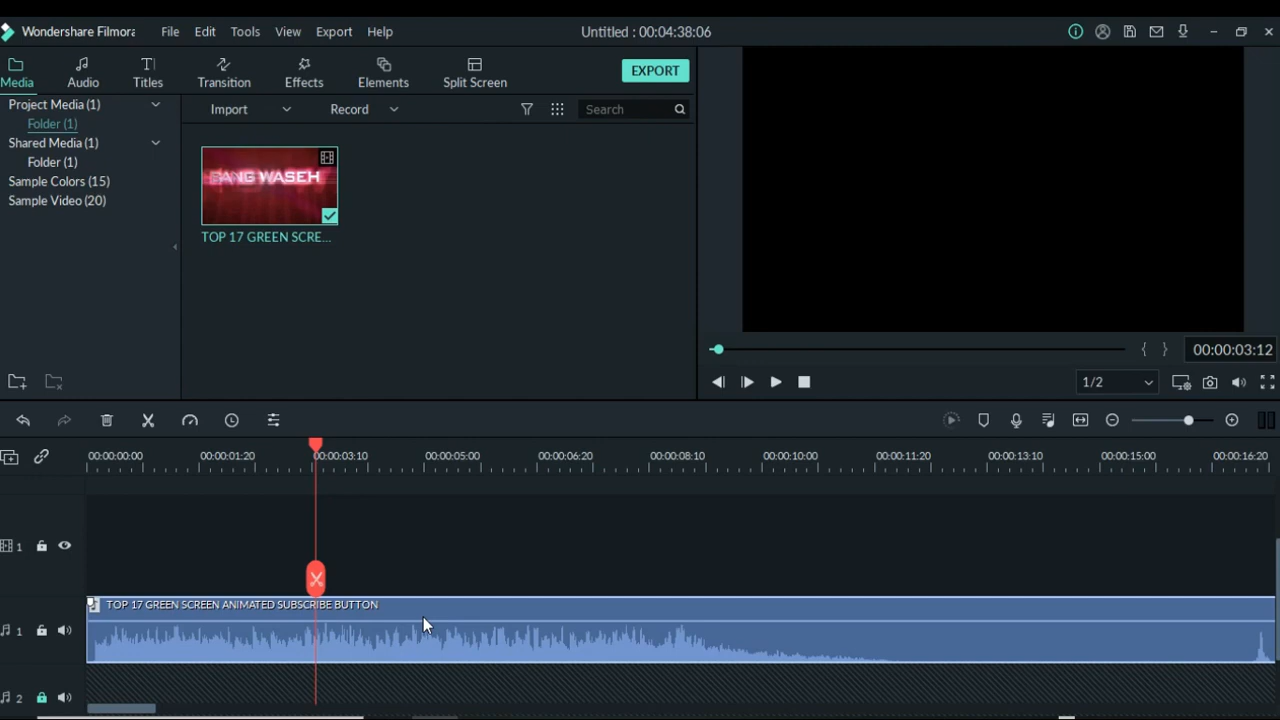 Wondershare Filmora File Edit Tools View Export Help Untitled : 00:04:38:06
Media Audio Titles Transition Effects Elements Split Screen EXPORT
Project Media (1)
Folder (1)
Shared Media (1)
Folder (1)
Sample Colors (15)
Sample Video (20)
Import Record Search
BANG WASEH
TOP 17 GREEN SCRE...
00:00:03:12
1/2
00:00:00:00 00:00:01:20 00:00:03:10 00:00:05:00 00:00:06:20 00:00:08:10 00:00:10:00 00:00:11:20 00:00:13:10 00:00:15:00 00:00:16:20
1
TOP 17 GREEN SCREEN ANIMATED SUBSCRIBE BUTTON
1
2